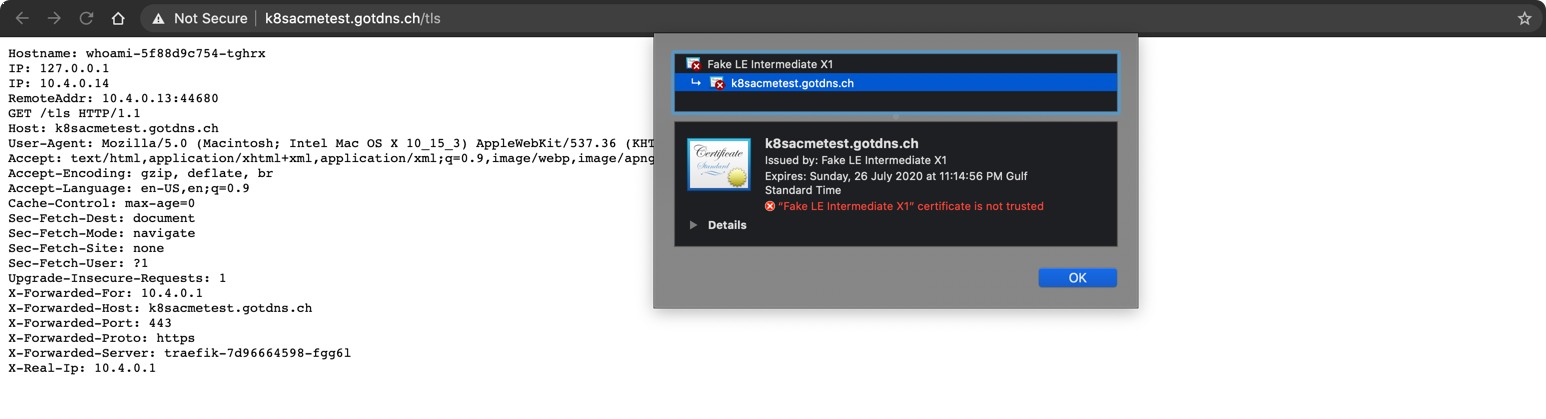 Not Secure k8sacmetest.gotdns.ch/tls
Hostname: whoami-5f88d9c754-tghrx
IP: 127.0.0.1
IP: 10.4.0.14
RemoteAddr: 10.4.0.13:44680
GET /tls HTTP/1.1
Host: k8sacmetest.gotdns.ch
User-Agent: Mozilla/5.0 (Macintosh; Intel Mac OS X 10_15_3) AppleWebKit/537.36 (KHT
Accept: text/html,application/xhtml+xml,application/xml;q=0.9,image/webp,image/apng
Accept-Encoding: gzip, deflate, br
Accept-Language: en-US,en;q=0.9
Cache-Control: max-age=0
Sec-Fetch-Dest: document
Sec-Fetch-Mode: navigate
Sec-Fetch-Site: none
Sec-Fetch-User: ?1
Upgrade-Insecure-Requests: 1
X-Forwarded-For: 10.4.0.1
X-Forwarded-Host: k8sacmetest.gotdns.ch
X-Forwarded-Port: 443
X-Forwarded-Proto: https
X-Forwarded-Server: traefik-7d96664598-fgg6l
X-Real-Ip: 10.4.0.1
Fake LE Intermediate X1
k8sacmetest.gotdns.ch
Certificate
Standard
k8sacmetest.gotdns.ch
Issued by: Fake LE Intermediate X1
Expires: Sunday, 26 July 2020 at 11:14:56 PM Gulf
Standard Time
“Fake LE Intermediate X1” certificate is not trusted
Details
OK